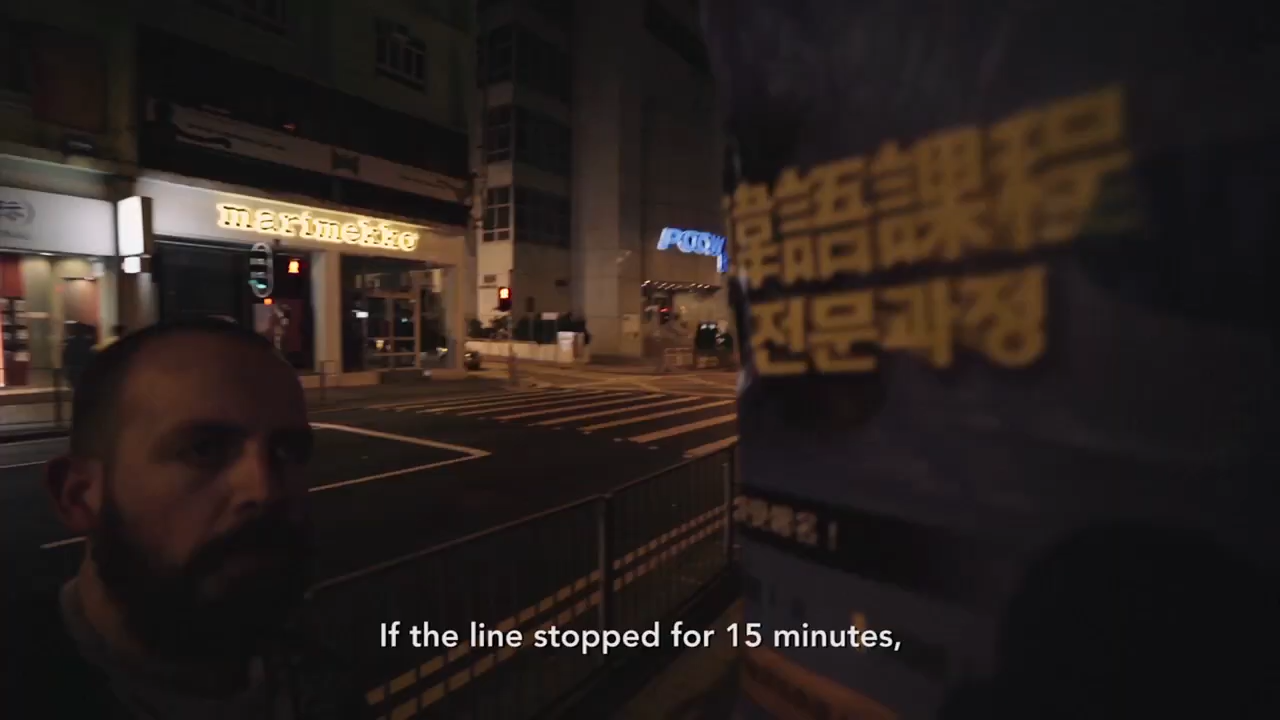 marimekko
韓語課程
전문과정
If the line stopped for 15 minutes,